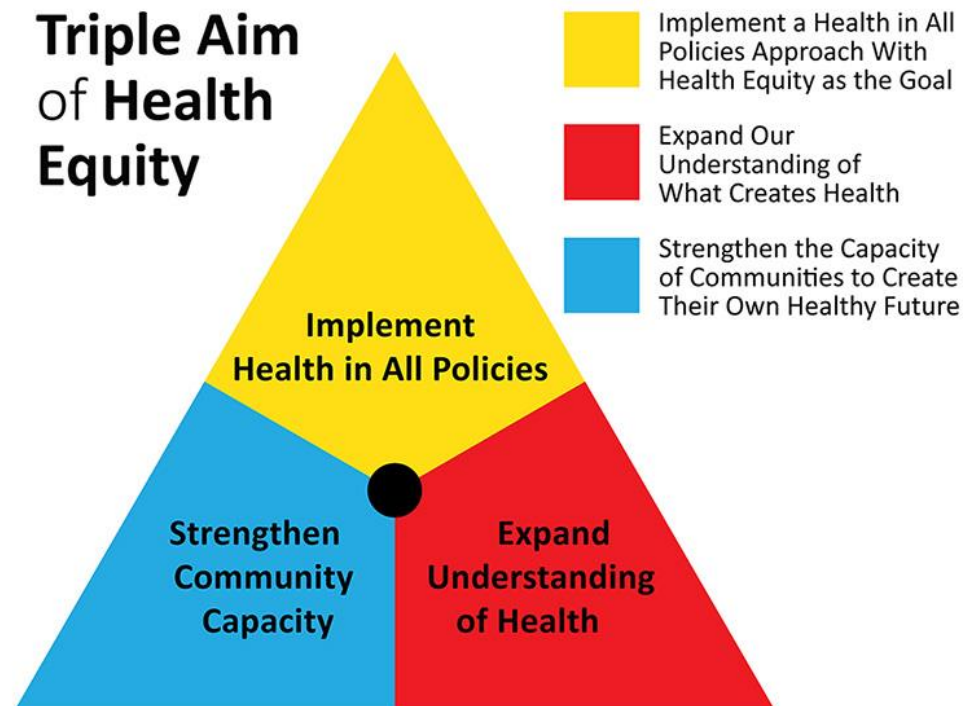 Triple Aim
of Health
Equity
Implement a Health in All
Policies Approach With
Health Equity as the Goal
Expand Our
Understanding of
What Creates Health
Strengthen the Capacity
of Communities to Create
Their Own Healthy Future
Implement
Health in All Policies
Strengthen
Community
Capacity
Expand
Understanding
of Health